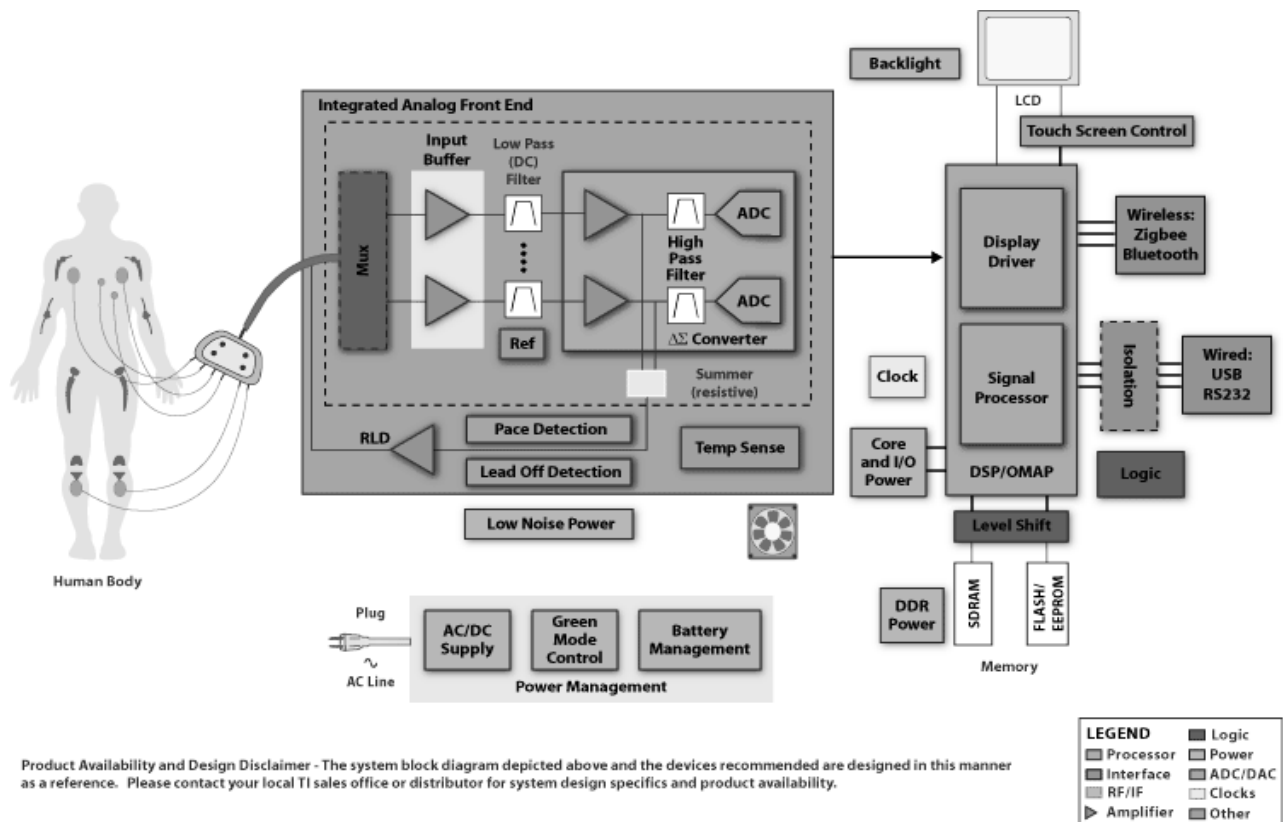 Backlight
LCD
Touch Screen Control
Integrated Analog Front End
Input
Buffer
Low Pass
(DC)
Filter
Mux
ADC
High
Pass
Filter
ADC
Ref
ΔΣ Converter
Summer
(resistive)
RLD
Pace Detection
Lead Off Detection
Temp Sense
Low Noise Power
Human Body
Display
Driver
Wireless:
Zigbee
Bluetooth
Clock
Signal
Processor
Isolation
Wired:
USB
RS232
Core
and I/O
Power
DSP/OMAP
Logic
Level Shift
DDR
Power
SDRAM
FLASH/
EEPROM
Memory
Plug
AC Line
AC/DC
Supply
Green
Mode
Control
Battery
Management
Power Management
Product Availability and Design Disclaimer - The system block diagram depicted above and the devices recommended are designed in this manner
as a reference. Please contact your local TI sales office or distributor for system design specifics and product availability.
LEGEND
Processor
Interface
RF/IF
Amplifier
Logic
Power
ADC/DAC
Clocks
Other